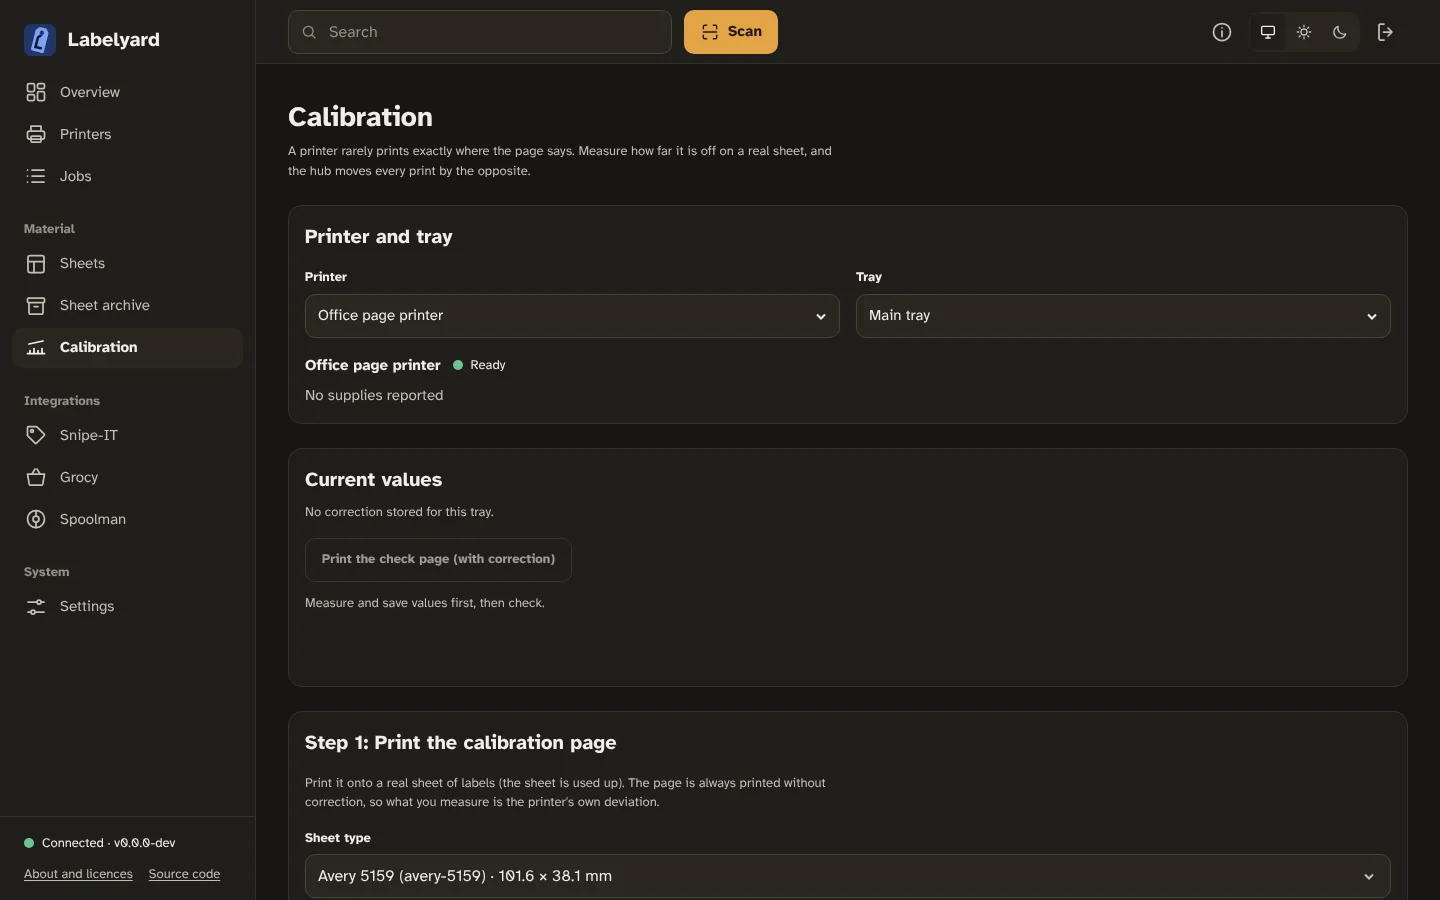 Labelyard
Overview
Printers
Jobs
Material
Sheets
Sheet archive
Calibration
Integrations
Snipe-IT
Grocy
Spoolman
System
Settings
Connected · v0.0.0-dev
About and licences Source code
Search
Scan
Calibration
A printer rarely prints exactly where the page says. Measure how far it is off on a real sheet, and
the hub moves every print by the opposite.
Printer and tray
Printer Tray
Office page printer Main tray
Office page printer Ready
No supplies reported
Current values
No correction stored for this tray.
Print the check page (with correction)
Measure and save values first, then check.
Step 1: Print the calibration page
Print it onto a real sheet of labels (the sheet is used up). The page is always printed without
correction, so what you measure is the printer's own deviation.
Sheet type
Avery 5159 (avery-5159) · 101.6 × 38.1 mm